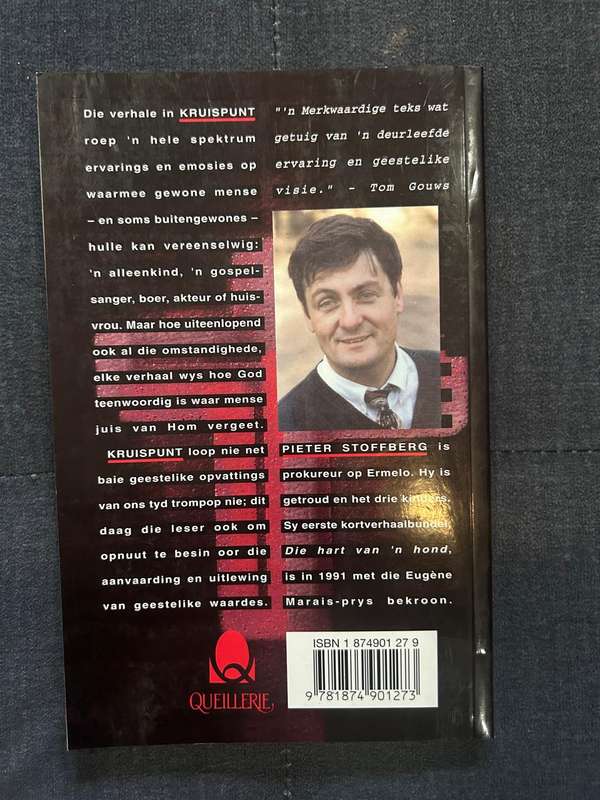 Die verhale in KRUISPUNT
roep 'n hele spektrum
ervarings en emosies op
waarmee gewone mense
– en soms buitengewones –
hulle kan vereenselwig:
'n alleenkind, 'n gospel-
sanger, boer, akteur of huis-
vrou. Maar hoe uiteenlopend
ook al die omstandighede,
elke verhaal wys hoe God
teenwoordig is waar mense
juis van Hom vergeet.
KRUISPUNT loop nie net
baie geestelike opvattings
van ons tyd trompop nie; dit
daag die leser ook om
opnuut te besin oor die
aanvaarding en uitlewing
van geestelike waardes.
"'n Merkwaardige teks wat
getuig van 'n deurleefde
ervaring en geestelike
visie." – Tom Gouws
PIETER STOFFBERG is
prokureur op Ermelo. Hy is
getroud en het drie kinders.
Sy eerste kortverhaalbundel,
Die hart van 'n hond,
is in 1991 met die Eugène
Marais-prys bekroon.
QUEILLERIE
ISBN 1 874901 27 9
9 781874 901273